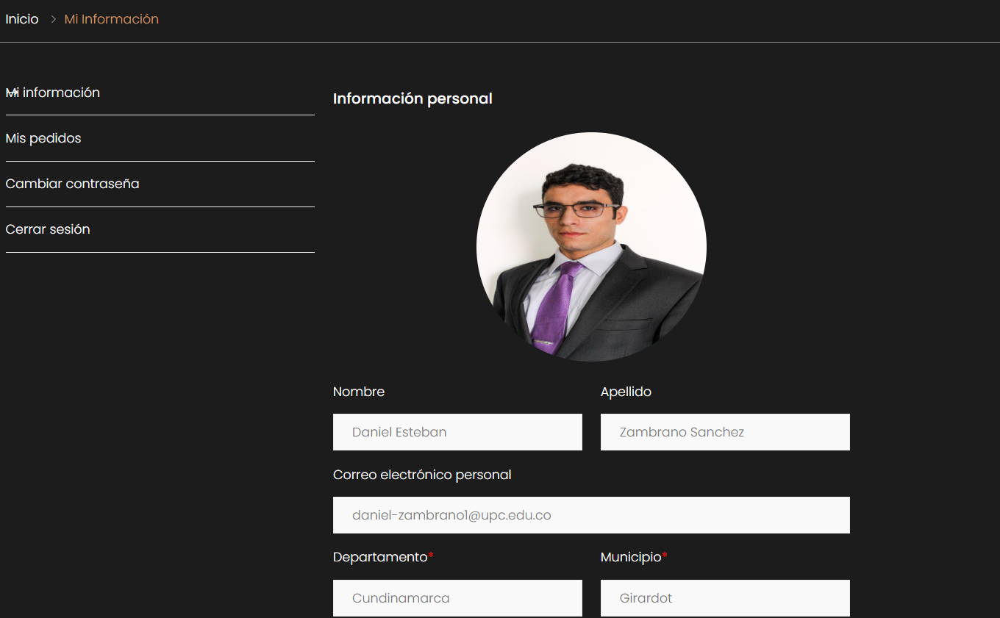 Inicio > Mi Información
Mi información
Mis pedidos
Cambiar contraseña
Cerrar sesión
Información personal
Nombre
Apellido
Daniel Esteban
Zambrano Sanchez
Correo electrónico personal
daniel-zambrano1@upc.edu.co
Departamento*
Municipio*
Cundinamarca
Girardot